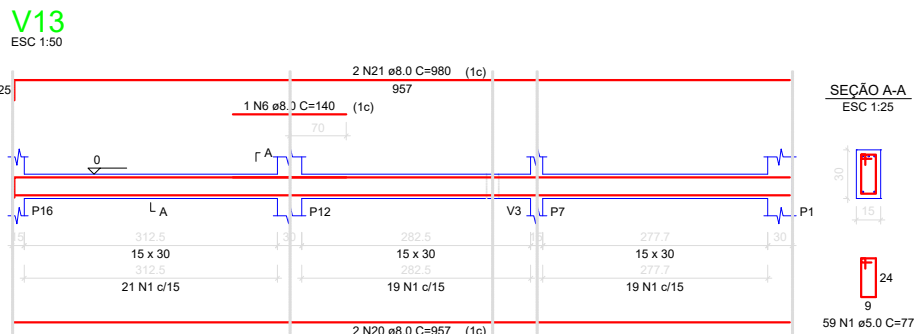 V13
ESC 1:50
2 N21 ø8.0 C=980 (1c)
25
957
1 N6 ø8.0 C=140 (1c)
70
SEÇÃO A-A
ESC 1:25
0
A
30
A
P16
P12
V3
P7
P1
15
15
312.5
30
282.5
15
277.7
30
15 x 30
15 x 30
15 x 30
312.5
282.5
277.7
21 N1 c/15
19 N1 c/15
19 N1 c/15
24
9
59 N1 ø5.0 C=77
2 N20 ø8.0 C=957 (1c)